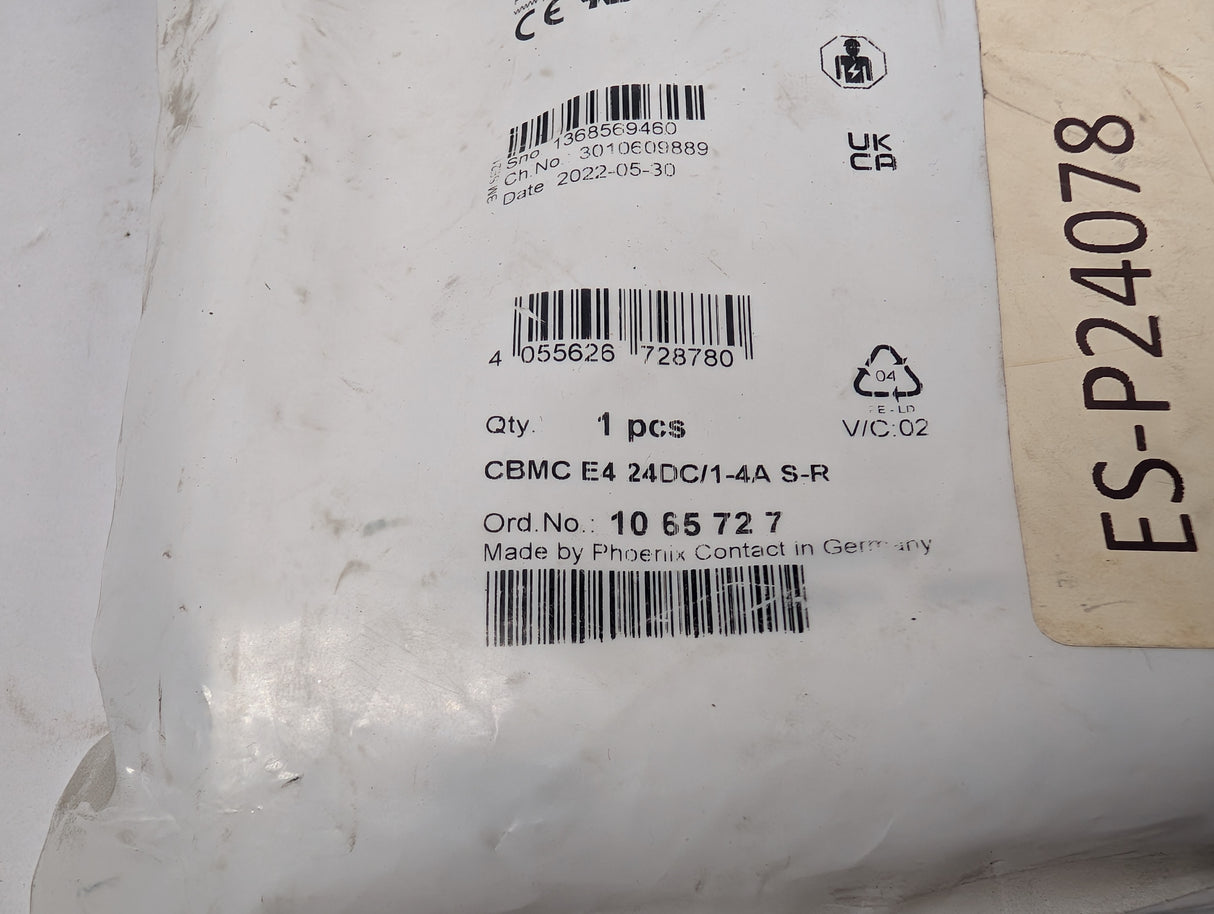 CE
1368569460
Sno
Ch.No.: 3010609889
Date 2022-05-30
UK
CA
4 055626 728780
04
PE-LD
V/C:02
Qty. 1 pcs
CBMC E4 24DC/1-4A S-R
Ord.No.: 10 65 72 7
Made by Phoenix Contact in Germany
ES-P24078